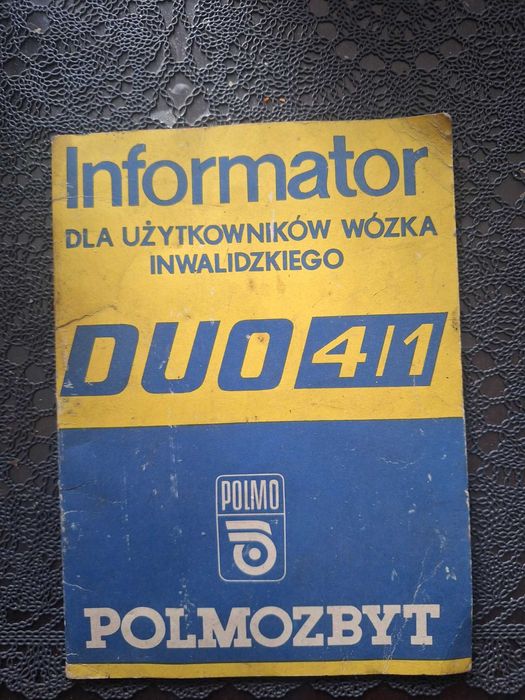 Informator
DLA UŻYTKOWNIKÓW WÓZKA
INWALIDZKIEGO
DUO 4/1
POLMO
POLMOZBYT